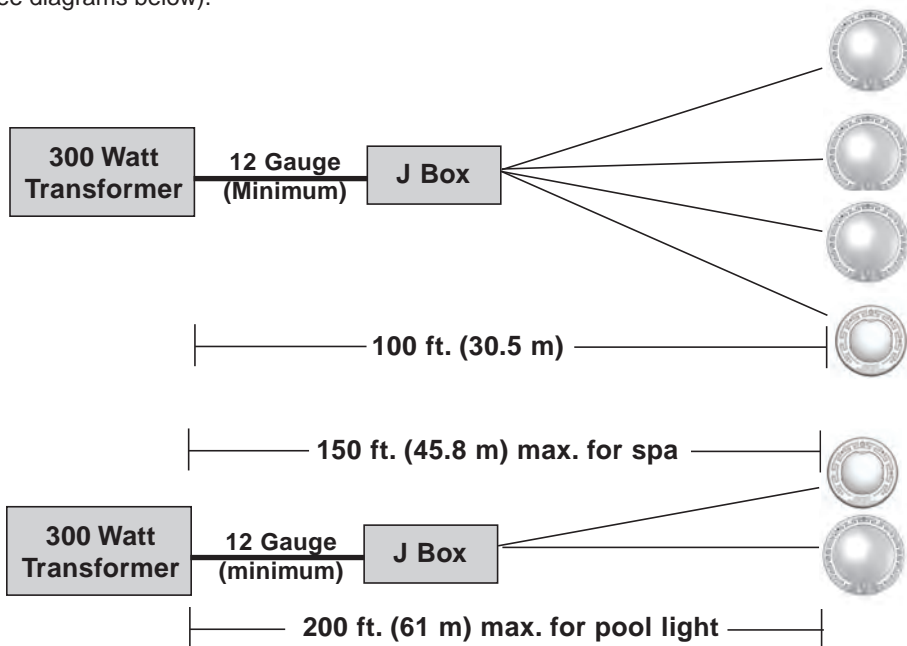 ee diagrams below).
300 Watt
Transformer
12 Gauge
(Minimum)
J Box
100 ft. (30.5 m)
150 ft. (45.8 m) max. for spa
300 Watt
Transformer
12 Gauge
(minimum)
J Box
200 ft. (61 m) max. for pool light